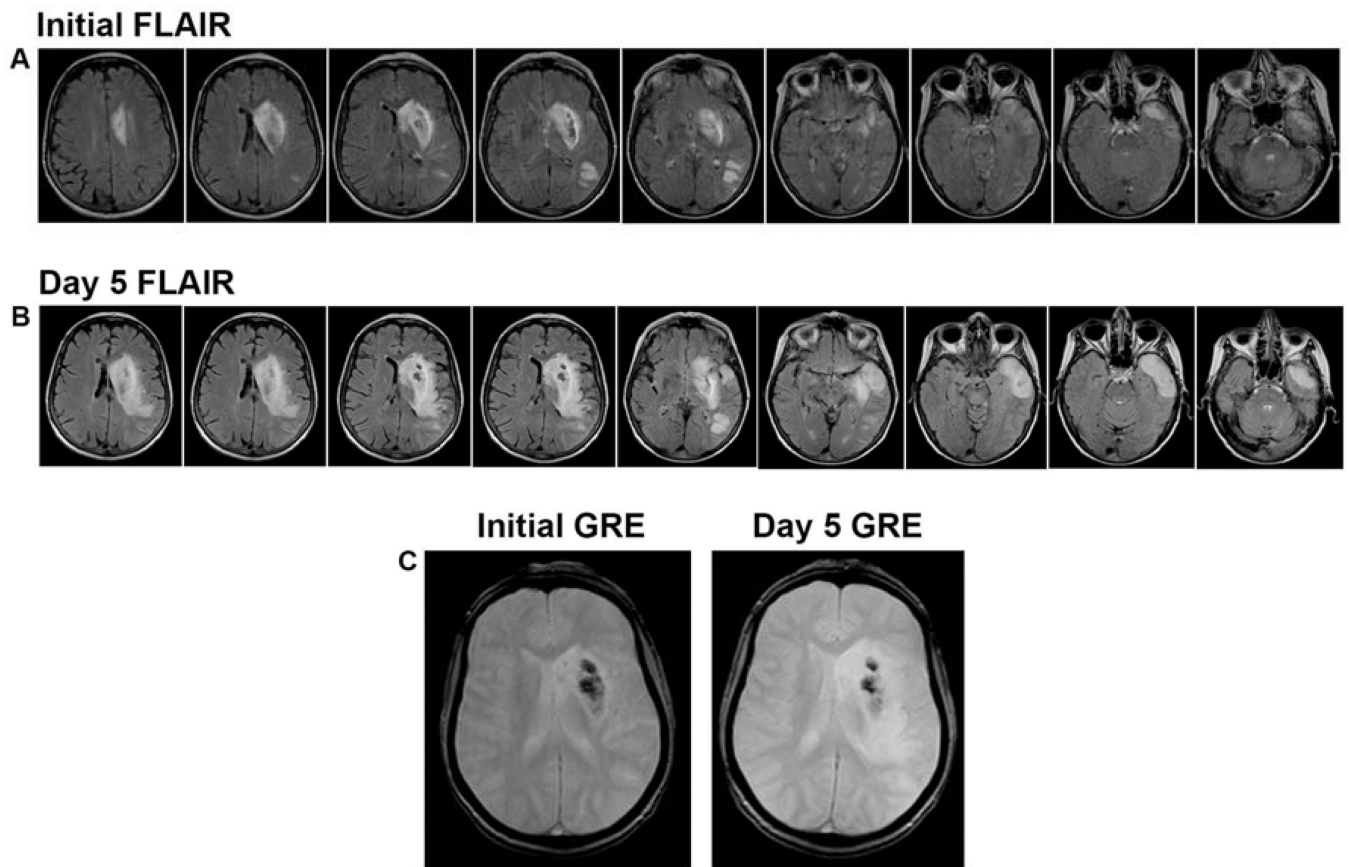 Initial FLAIR
A
Day 5 FLAIR
B
Initial GRE
Day 5 GRE
C